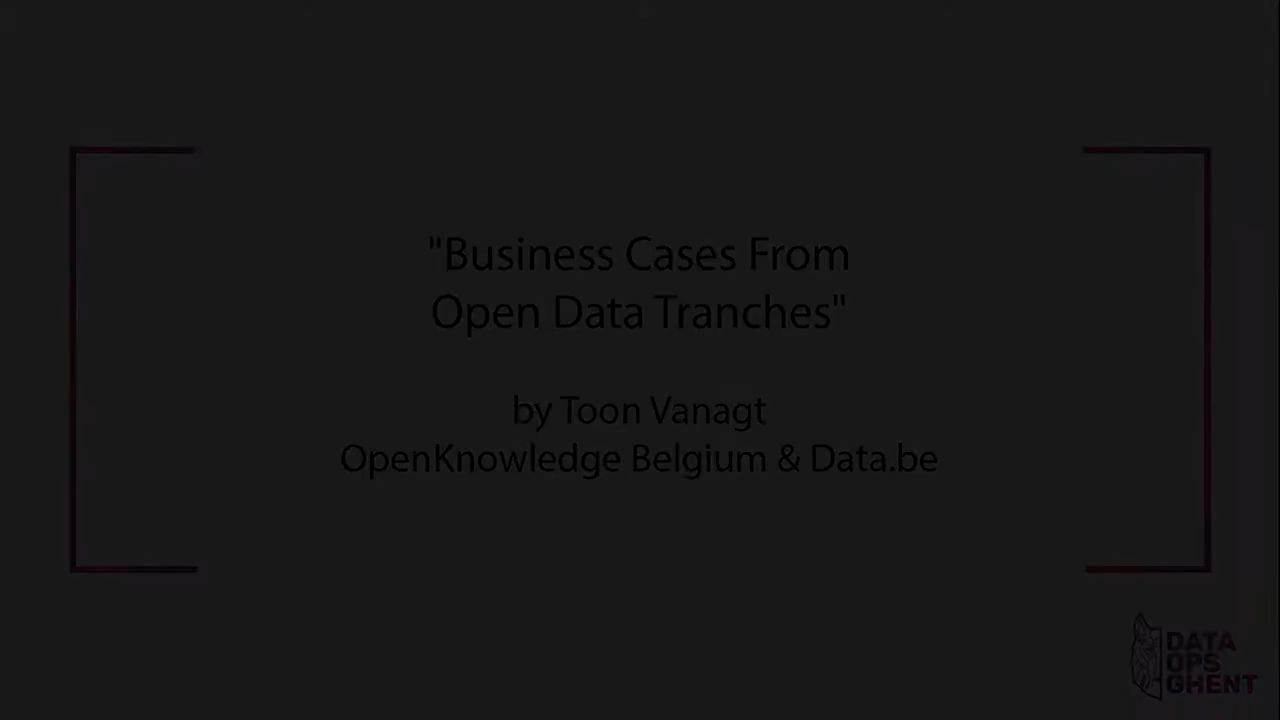 "Business Cases From
Open Data Tranches"
by Toon Vanagt
OpenKnowledge Belgium & Data.be
DATA
OPS
GHENT